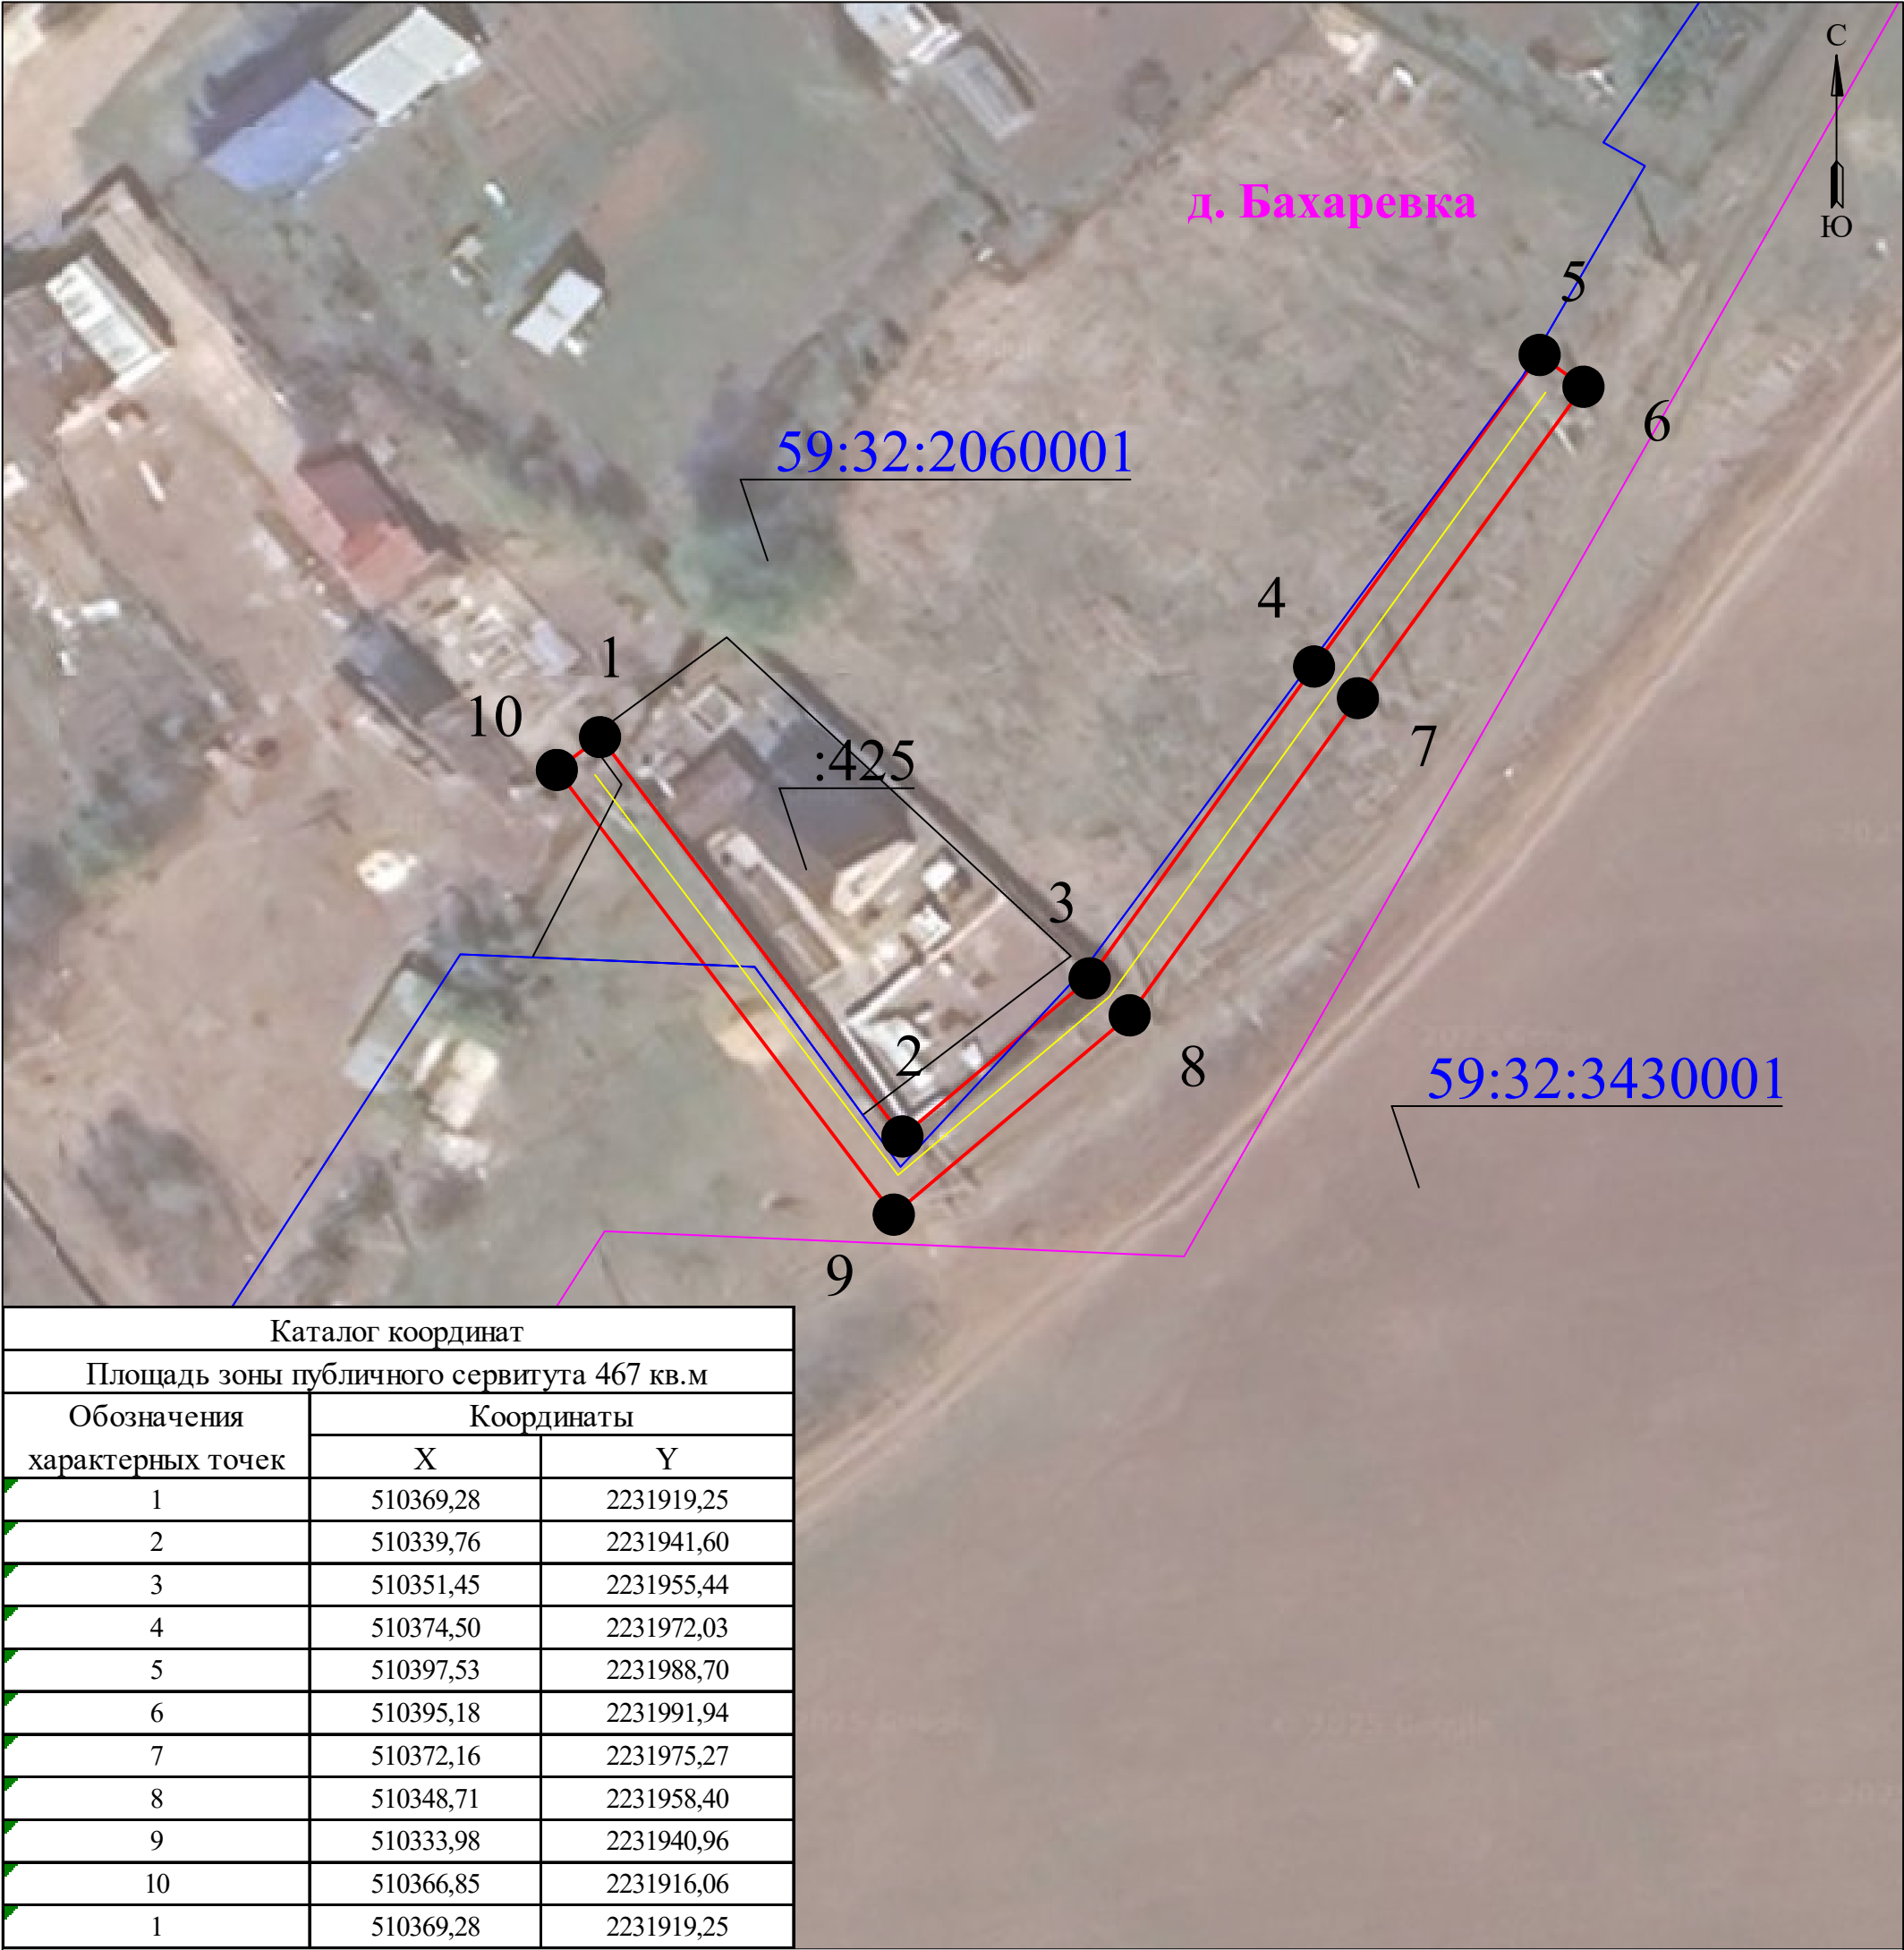 С
Ю
д. Бахаревка
5
6
59:32:2060001
4
1
10
7
:425
3
2
8
59:32:3430001
9
Каталог координат
Площадь зоны публичного сервитута 467 кв.м
Обозначения характерных точек
Координаты
X Y
1 510369,28 2231919,25
2 510339,76 2231941,60
3 510351,45 2231955,44
4 510374,50 2231972,03
5 510397,53 2231988,70
6 510395,18 2231991,94
7 510372,16 2231975,27
8 510348,71 2231958,40
9 510333,98 2231940,96
10 510366,85 2231916,06
1 510369,28 2231919,25